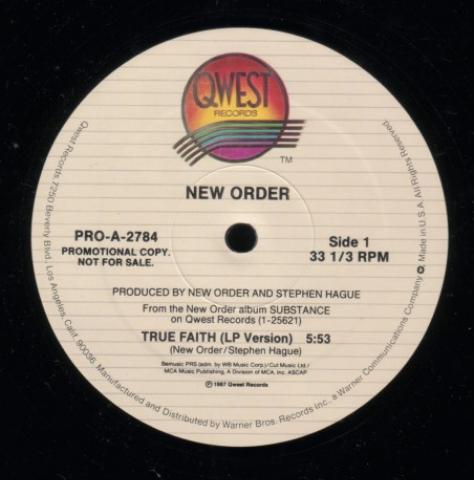 QWEST
RECORDS
TM
NEW ORDER
PRO-A-2784
PROMOTIONAL COPY.
NOT FOR SALE.
Side 1
33 1/3 RPM
PRODUCED BY NEW ORDER AND STEPHEN HAGUE
From the New Order album SUBSTANCE
on Qwest Records (1-25621)
TRUE FAITH (LP Version) 5:53
(New Order/Stephen Hague)
Bemusic PRS (adm. by WB Music Corp.)/Cut Music Ltd./
MCA Music Publishing, A Division of MCA, Inc. ASCAP
℗ 1987 Qwest Records
Qwest Records, 7250 Beverly Blvd., Los Angeles, Calif. 90036. Manufactured and Distributed by Warner Bros. Records Inc., a Warner Communications Company. Made in U.S.A. All Rights Reserved.